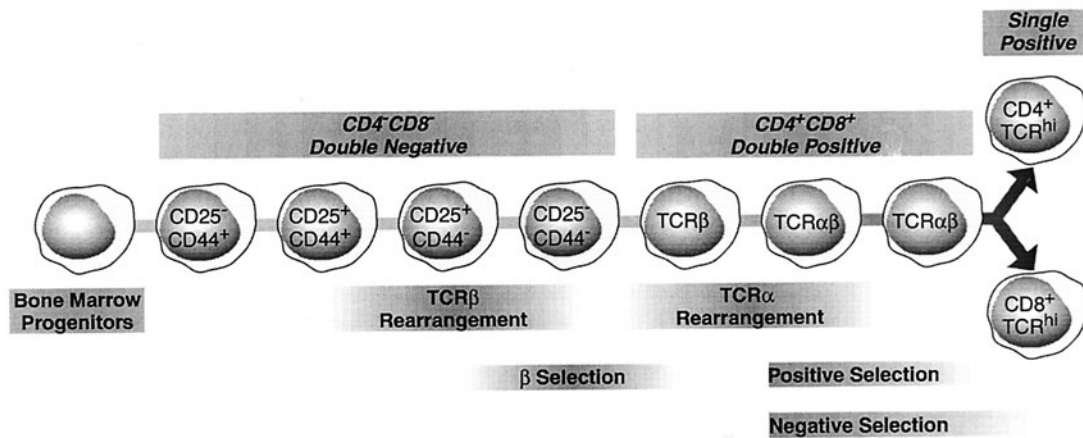 Single
Positive
CD4⁺
TCRʰⁱ
CD4⁻CD8⁻
Double Negative
CD4⁺CD8⁺
Double Positive
CD25⁻
CD44⁺
CD25⁺
CD44⁺
CD25⁺
CD44⁻
CD25⁻
CD44⁻
TCRβ
TCRαβ
TCRαβ
Bone Marrow
Progenitors
TCRβ
Rearrangement
TCRα
Rearrangement
CD8⁺
TCRʰⁱ
β Selection
Positive Selection
Negative Selection